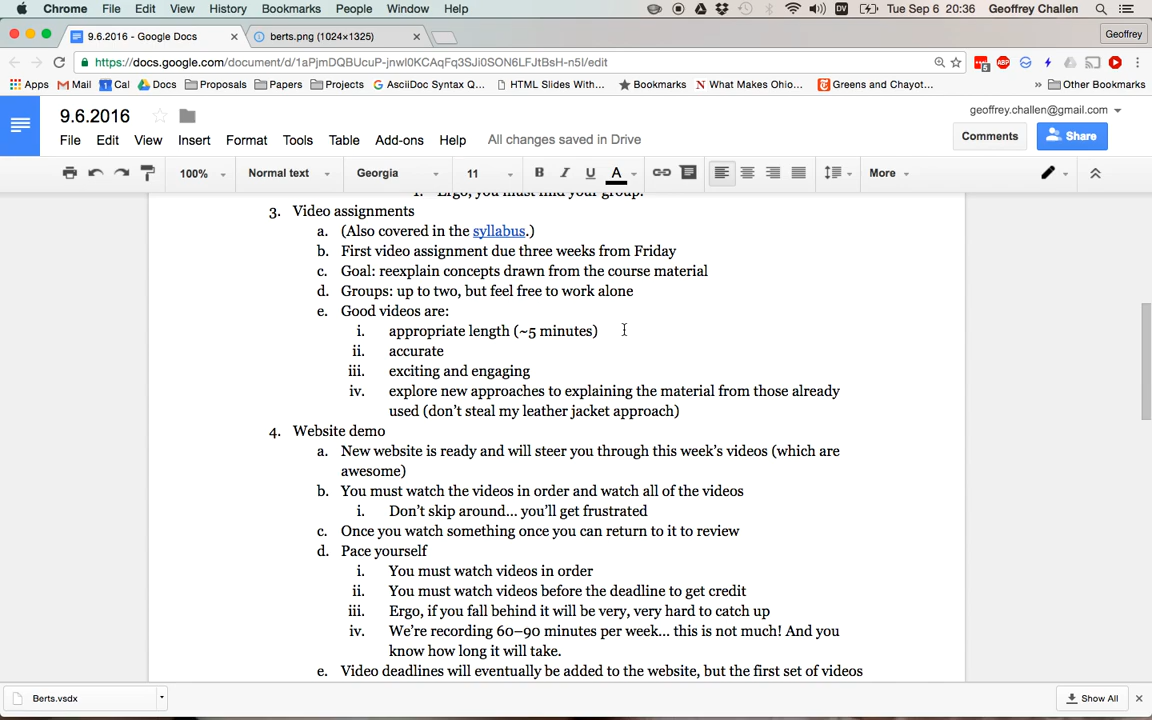 Chrome File Edit View History Bookmarks People Window Help DV Tue Sep 6 20:36 Geoffrey Challen
9.6.2016 - Google Docs berts.png (1024×1325) Geoffrey
https://docs.google.com/document/d/1aPjmDQBUcuP-jnwl0KCAqFq3SJi0SON6LFJtBsH-n5I/edit 5 ABP
Apps Mail Cal Docs Proposals Papers Projects AsciiDoc Syntax Q... HTML Slides With... Bookmarks What Makes Ohio... Greens and Chayot... » Other Bookmarks
9.6.2016 geoffrey.challen@gmail.com
File Edit View Insert Format Tools Table Add-ons Help All changes saved in Drive Comments Share
100% Normal text Georgia 11 B I U A More
1. Ergo, you must find your group.
3. Video assignments
a. (Also covered in the syllabus.)
b. First video assignment due three weeks from Friday
c. Goal: reexplain concepts drawn from the course material
d. Groups: up to two, but feel free to work alone
e. Good videos are:
i. appropriate length (~5 minutes)
ii. accurate
iii. exciting and engaging
iv. explore new approaches to explaining the material from those already
used (don’t steal my leather jacket approach)
4. Website demo
a. New website is ready and will steer you through this week’s videos (which are
awesome)
b. You must watch the videos in order and watch all of the videos
i. Don’t skip around… you’ll get frustrated
c. Once you watch something once you can return to it to review
d. Pace yourself
i. You must watch videos in order
ii. You must watch videos before the deadline to get credit
iii. Ergo, if you fall behind it will be very, very hard to catch up
iv. We’re recording 60–90 minutes per week… this is not much! And you
know how long it will take.
e. Video deadlines will eventually be added to the website, but the first set of videos
Berts.vsdx Show All